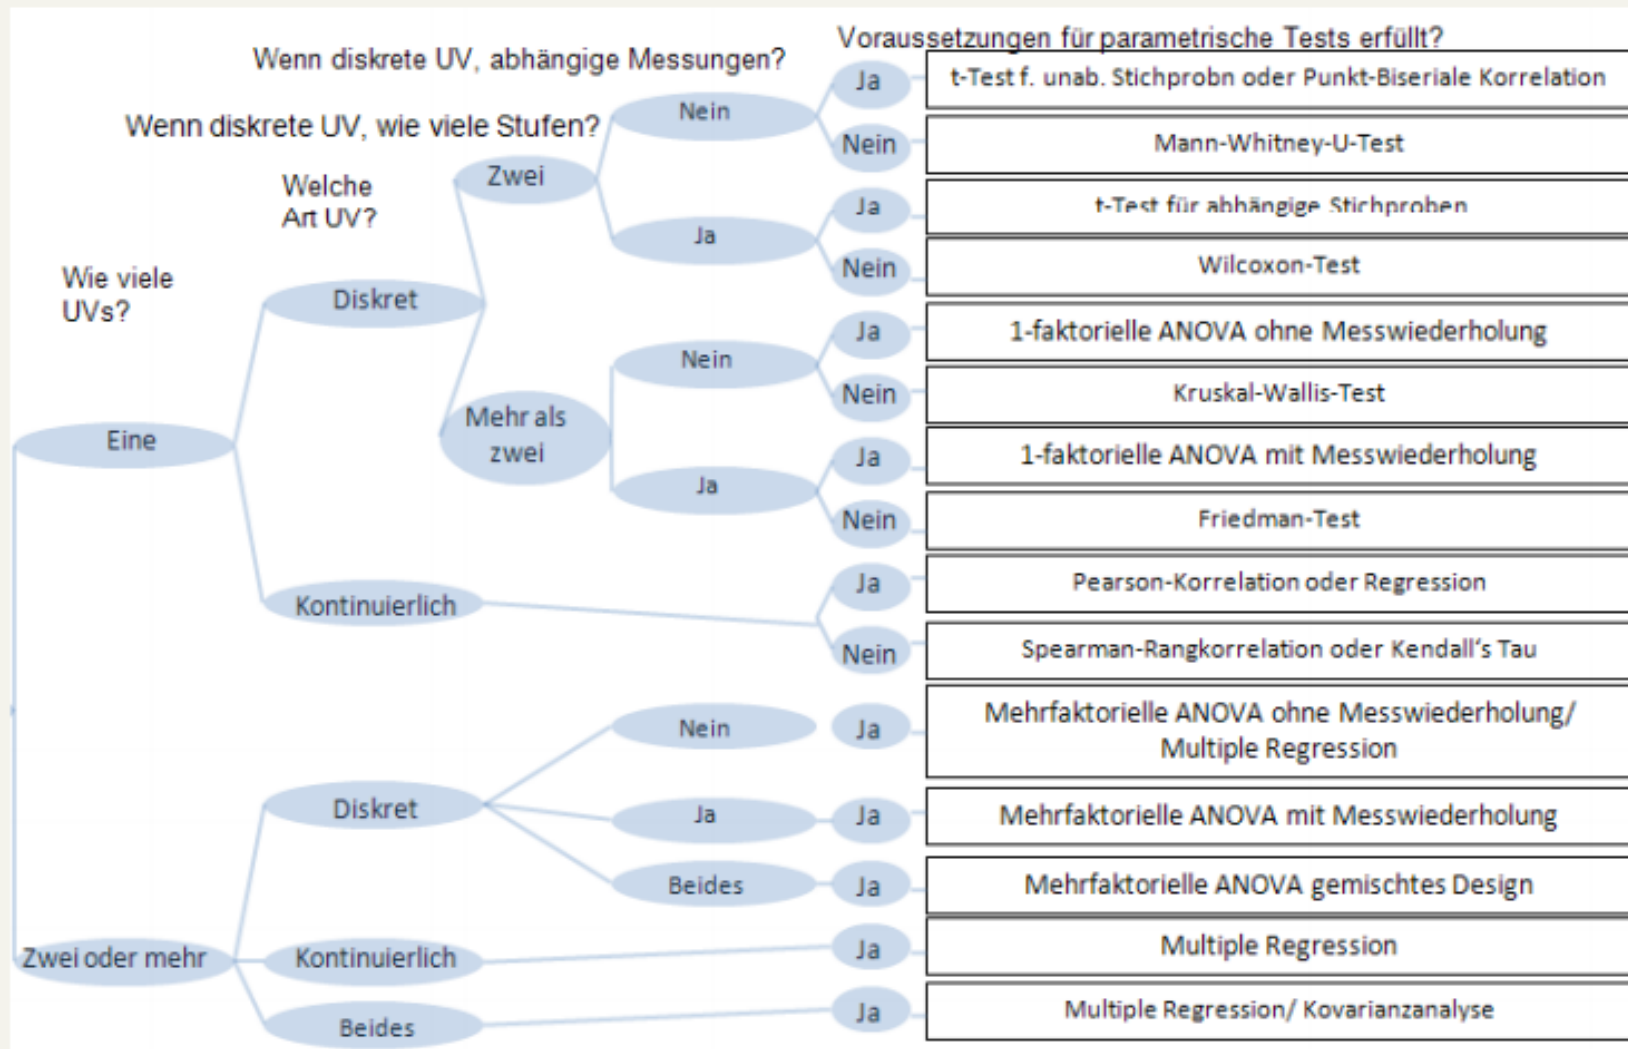 Voraussetzungen für parametrische Tests erfüllt?
Wenn diskrete UV, abhängige Messungen?
Ja
t-Test f. unab. Stichprobn oder Punkt-Biseriale Korrelation
Nein
Wenn diskrete UV, wie viele Stufen?
Nein
Mann-Whitney-U-Test
Zwei
Welche
Art UV?
Ja
t-Test für abhängige Stichproben
Ja
Nein
Wilcoxon-Test
Wie viele
UVs?
Diskret
Ja
1-faktorielle ANOVA ohne Messwiederholung
Nein
Nein
Kruskal-Wallis-Test
Mehr als
zwei
Eine
Ja
1-faktorielle ANOVA mit Messwiederholung
Ja
Nein
Friedman-Test
Kontinuierlich
Ja
Pearson-Korrelation oder Regression
Nein
Spearman-Rangkorrelation oder Kendall's Tau
Nein
Ja
Mehrfaktorielle ANOVA ohne Messwiederholung/
Multiple Regression
Diskret
Ja
Ja
Mehrfaktorielle ANOVA mit Messwiederholung
Beides
Ja
Mehrfaktorielle ANOVA gemischtes Design
Zwei oder mehr
Kontinuierlich
Ja
Multiple Regression
Beides
Ja
Multiple Regression/ Kovarianzanalyse